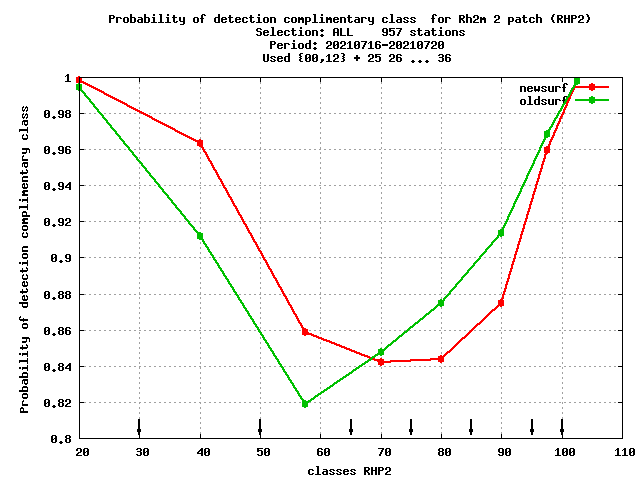 Probability of detection complimentary class  for Rh2m 2 patch (RHP2)
Selection: ALL    957 stations
Period: 20210716-20210720
Used {00,12} + 25 26 ... 36
newsurf
oldsurf
Probability of detection complimentary class
1
0.98
0.96
0.94
0.92
0.9
0.88
0.86
0.84
0.82
0.8
20 30 40 50 60 70 80 90 100 110
classes RHP2